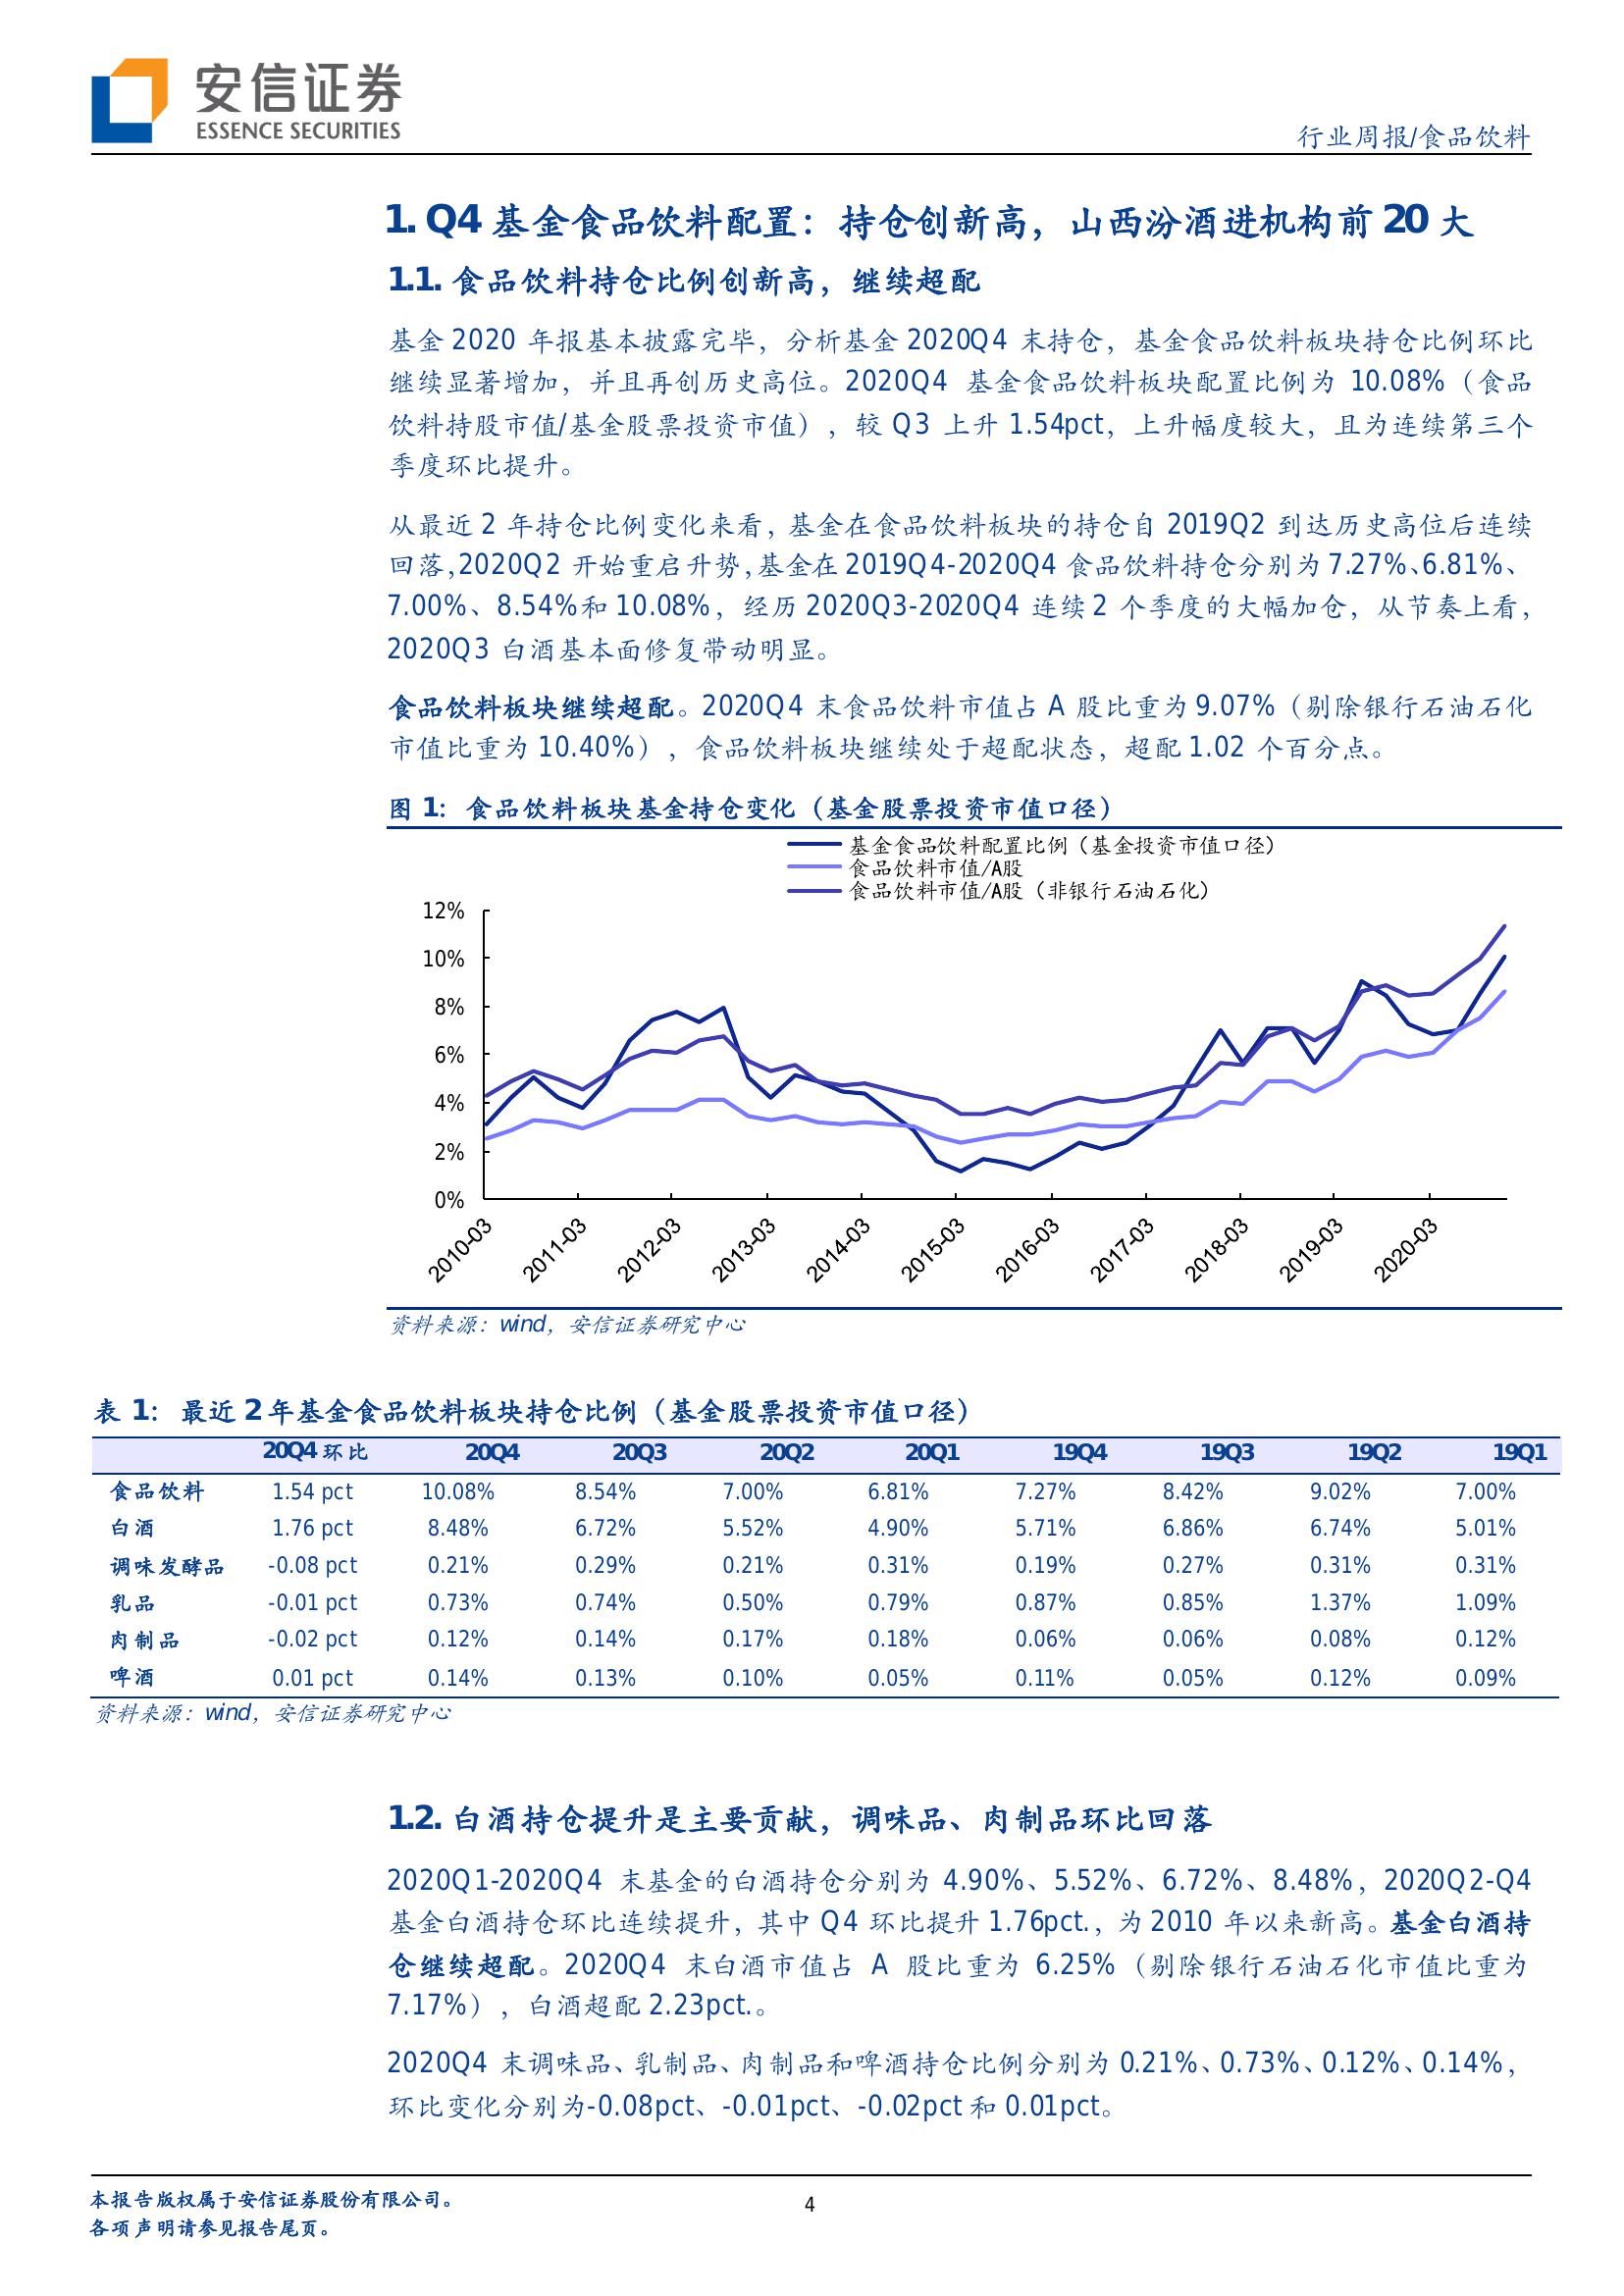 安信证券
ESSENCE SECURITIES
行业周报/食品饮料
1. Q4 基金食品饮料配置：持仓创新高，山西汾酒进机构前 20 大
1.1. 食品饮料持仓比例创新高，继续超配
基金 2020 年报基本披露完毕，分析基金 2020Q4 末持仓，基金食品饮料板块持仓比例环比
继续显著增加，并且再创历史高位。2020Q4 基金食品饮料板块配置比例为 10.08%（食品
饮料持股市值/基金股票投资市值），较 Q3 上升 1.54pct，上升幅度较大，且为连续第三个
季度环比提升。
从最近 2 年持仓比例变化来看，基金在食品饮料板块的持仓自 2019Q2 到达历史高位后连续
回落，2020Q2 开始重启升势，基金在 2019Q4-2020Q4 食品饮料持仓分别为 7.27%、6.81%、
7.00%、8.54%和 10.08%，经历 2020Q3-2020Q4 连续 2 个季度的大幅加仓，从节奏上看，
2020Q3 白酒基本面修复带动明显。
食品饮料板块继续超配。2020Q4 末食品饮料市值占 A 股比重为 9.07%（剔除银行石油石化
市值比重为 10.40%），食品饮料板块继续处于超配状态，超配 1.02 个百分点。
图 1：食品饮料板块基金持仓变化（基金股票投资市值口径）
基金食品饮料配置比例（基金投资市值口径）
食品饮料市值/A股
食品饮料市值/A股（非银行石油石化）
12%
10%
8%
6%
4%
2%
0%
2010-03 2011-03 2012-03 2013-03 2014-03 2015-03 2016-03 2017-03 2018-03 2019-03 2020-03
资料来源：wind，安信证券研究中心
表 1：最近 2 年基金食品饮料板块持仓比例（基金股票投资市值口径）
20Q4 环比 20Q4 20Q3 20Q2 20Q1 19Q4 19Q3 19Q2 19Q1
食品饮料 1.54 pct 10.08% 8.54% 7.00% 6.81% 7.27% 8.42% 9.02% 7.00%
白酒 1.76 pct 8.48% 6.72% 5.52% 4.90% 5.71% 6.86% 6.74% 5.01%
调味发酵品 -0.08 pct 0.21% 0.29% 0.21% 0.31% 0.19% 0.27% 0.31% 0.31%
乳品 -0.01 pct 0.73% 0.74% 0.50% 0.79% 0.87% 0.85% 1.37% 1.09%
肉制品 -0.02 pct 0.12% 0.14% 0.17% 0.18% 0.06% 0.06% 0.08% 0.12%
啤酒 0.01 pct 0.14% 0.13% 0.10% 0.05% 0.11% 0.05% 0.12% 0.09%
资料来源：wind，安信证券研究中心
1.2. 白酒持仓提升是主要贡献，调味品、肉制品环比回落
2020Q1-2020Q4 末基金的白酒持仓分别为 4.90%、5.52%、6.72%、8.48%，2020Q2-Q4
基金白酒持仓环比连续提升，其中 Q4 环比提升 1.76pct.，为 2010 年以来新高。基金白酒持
仓继续超配。2020Q4 末白酒市值占 A 股比重为 6.25%（剔除银行石油石化市值比重为
7.17%），白酒超配 2.23pct.。
2020Q4 末调味品、乳制品、肉制品和啤酒持仓比例分别为 0.21%、0.73%、0.12%、0.14%，
环比变化分别为-0.08pct、-0.01pct、-0.02pct 和 0.01pct。
本报告版权属于安信证券股份有限公司。
各项声明请参见报告尾页。
4